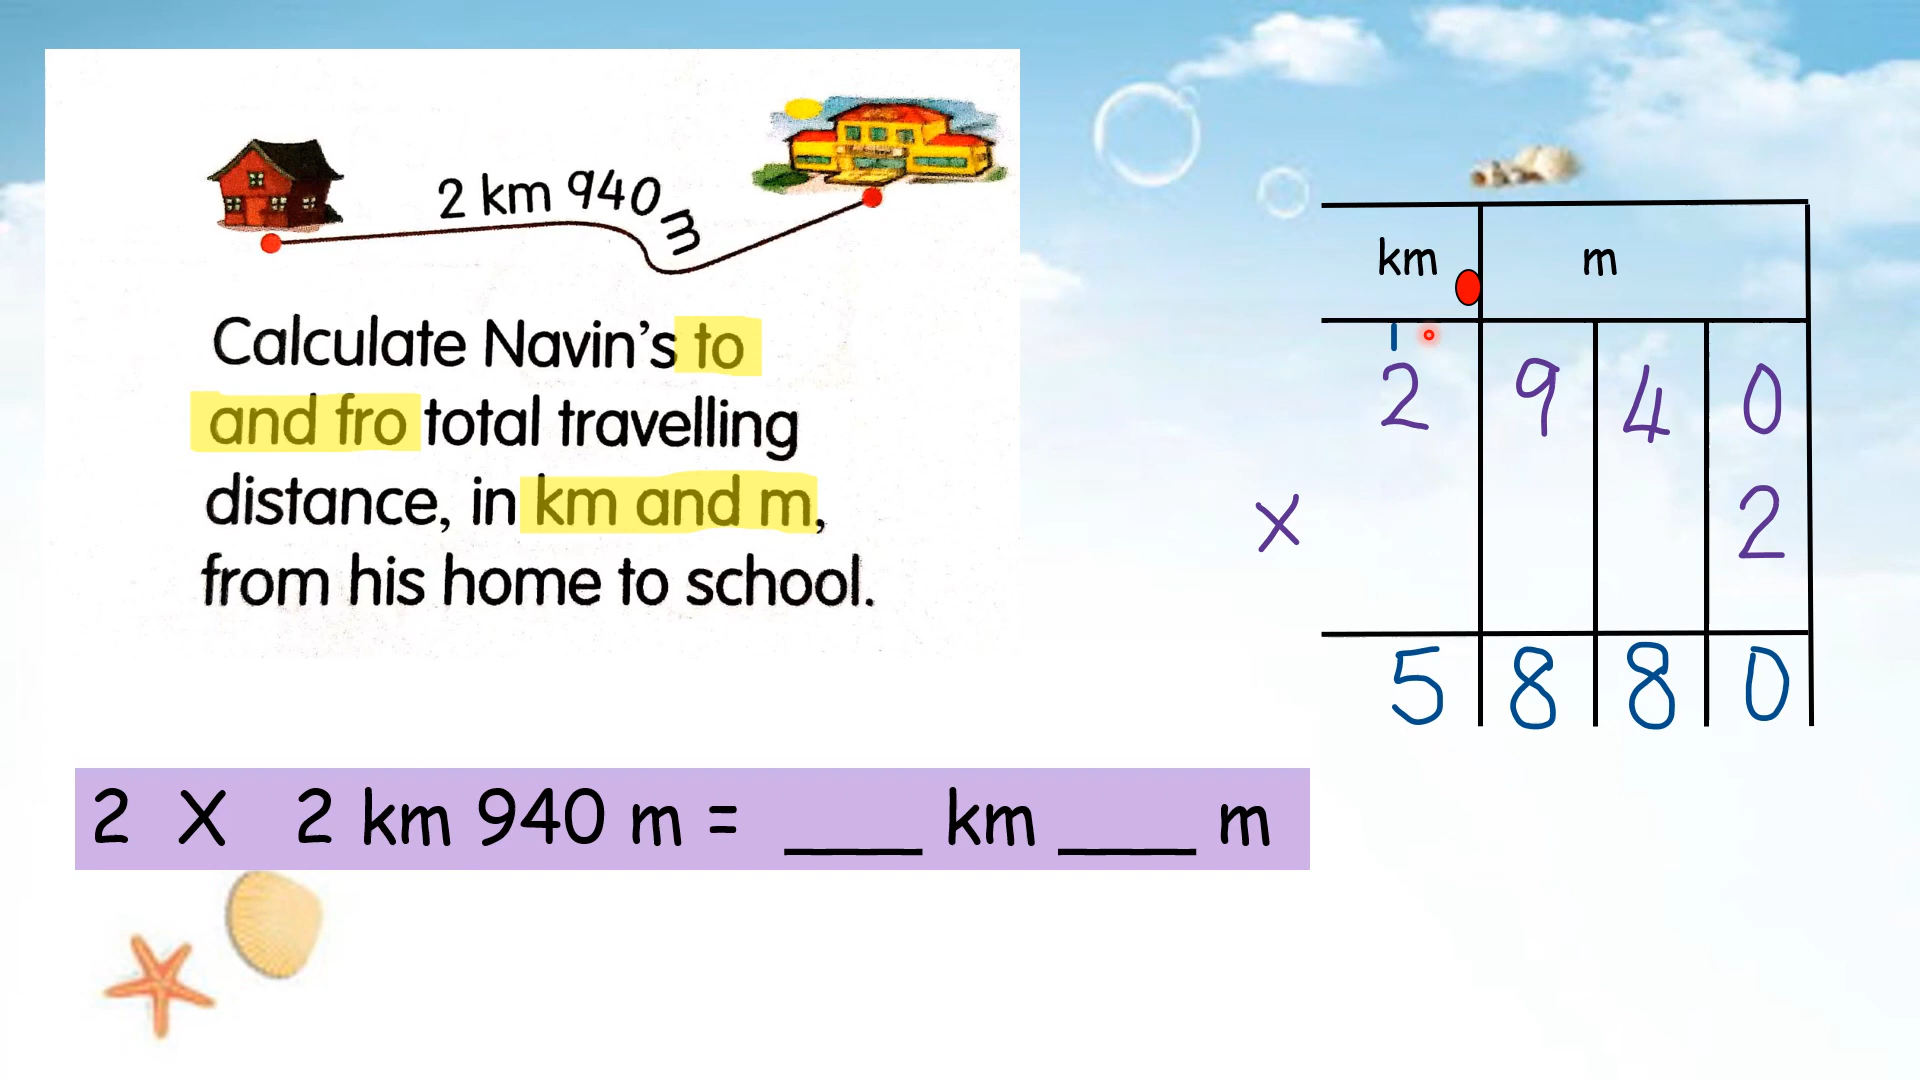 2 km 940 m
Calculate Navin's to
and fro total travelling
distance, in km and m,
from his home to school.
km m
1
2 9 4 0
x 2
5 8 8 0
2 X 2 km 940 m = ____ km ____ m